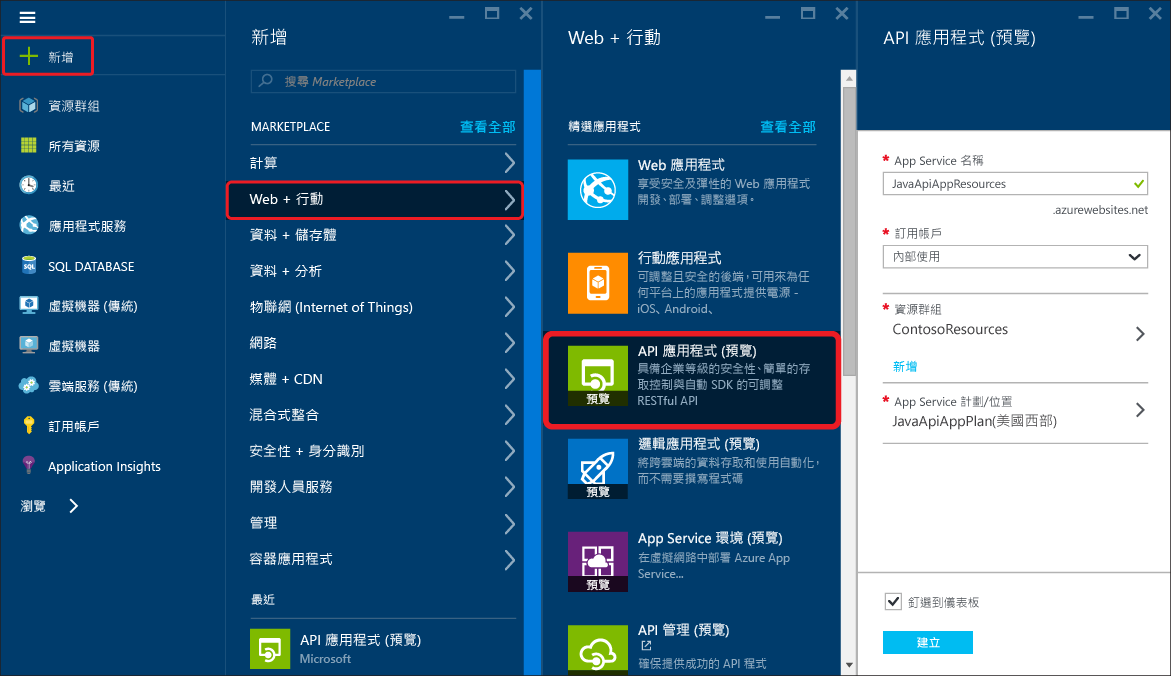 新增
資源群組
所有資源
最近
應用程式服務
SQL DATABASE
虛擬機器 (傳統)
虛擬機器
雲端服務 (傳統)
訂用帳戶
Application Insights
瀏覽
新增
搜尋 Marketplace
MARKETPLACE 查看全部
計算
Web + 行動
資料 + 儲存體
資料 + 分析
物聯網 (Internet of Things)
網路
媒體 + CDN
混合式整合
安全性 + 身分識別
開發人員服務
管理
容器應用程式
最近
API 應用程式 (預覽)
Microsoft
Web + 行動
精選應用程式 查看全部
Web 應用程式
享受安全及彈性的 Web 應用程式
開發、部署、調整選項。
行動應用程式
可調整且安全的後端，可用來為任
何平台上的應用程式提供電源 -
iOS、Android、
API 應用程式 (預覽)
具備企業等級的安全性、簡單的存
取控制與自動 SDK 的可調整
RESTful API
預覽
邏輯應用程式 (預覽)
將跨雲端的資料存取和使用自動化，
而不需要撰寫程式碼
預覽
App Service 環境 (預覽)
在虛擬網路中部署 Azure App
Service...
預覽
API 管理 (預覽)
確保提供成功的 API 程式
API 應用程式 (預覽)
* App Service 名稱
JavaApiAppResources
.azurewebsites.net
* 訂用帳戶
內部使用
* 資源群組
ContosoResources
新增
* App Service 計劃/位置
JavaApiAppPlan(美國西部)
釘選到儀表板
建立